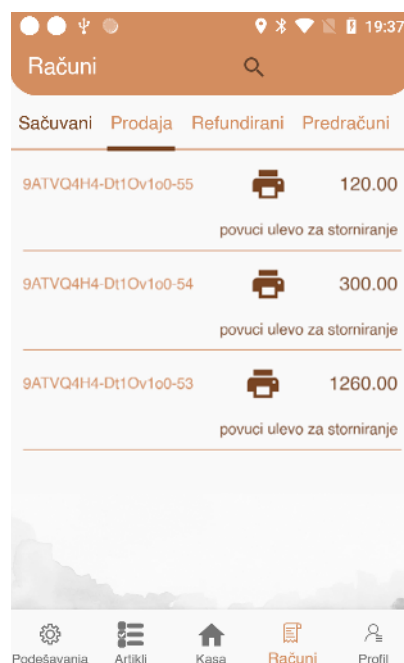 19:37
Računi
Sačuvani Prodaja Refundirani Predračuni
9ATVQ4H4-Dt1Ov1o0-55 120.00
povuci ulevo za storniranje
9ATVQ4H4-Dt1Ov1o0-54 300.00
povuci ulevo za storniranje
9ATVQ4H4-Dt1Ov1o0-53 1260.00
povuci ulevo za storniranje
Podešavanja Artikli Kasa Računi Profil